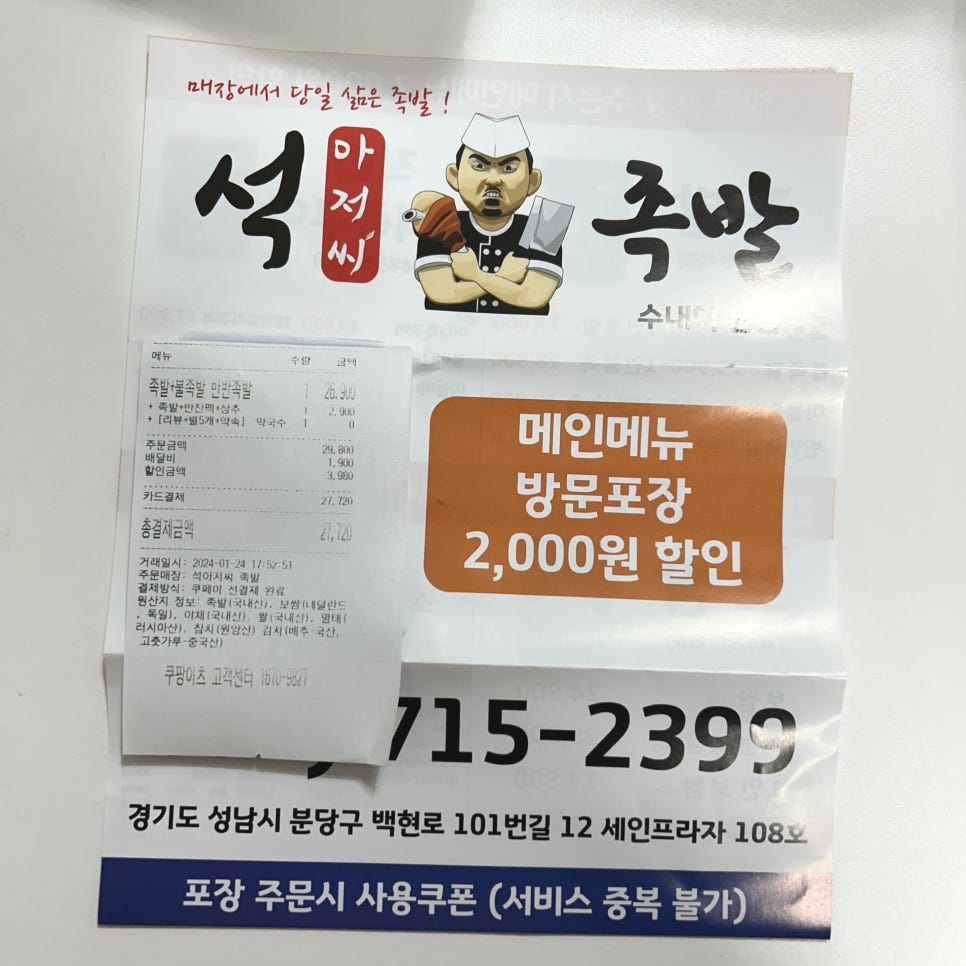 매장에서 당일 삶은 족발 !
석 아저씨 족발
메뉴 수량 금액
족발+불족발 반반족발 1 26,900
+ 족발+반찬팩+상추 1 2,900
+ [리뷰+별5개+약속] 막국수 1 0
주문금액 29,800
배달비 1,900
할인금액 -3,980
카드결제 27,720
총결제금액 27,720
거래일시: 2024-01-24 17:52:51
주문매장: 석아저씨 족발
결제방식: 쿠페이 선결제 완료
원산지 정보: 족발(국내산), 보쌈(네덜란드
, 독일), 야채(국내산), 쌀(국내산), 명태(
러시아산), 참치(원양산) 김치(배추-국산,
고춧가루-중국산)
쿠팡이츠 고객센터 1670-9827
메인메뉴
방문포장
2,000원 할인
715-2399
경기도 성남시 분당구 백현로 101번길 12 세인프라자 108호
포장 주문시 사용쿠폰 (서비스 중복 불가)